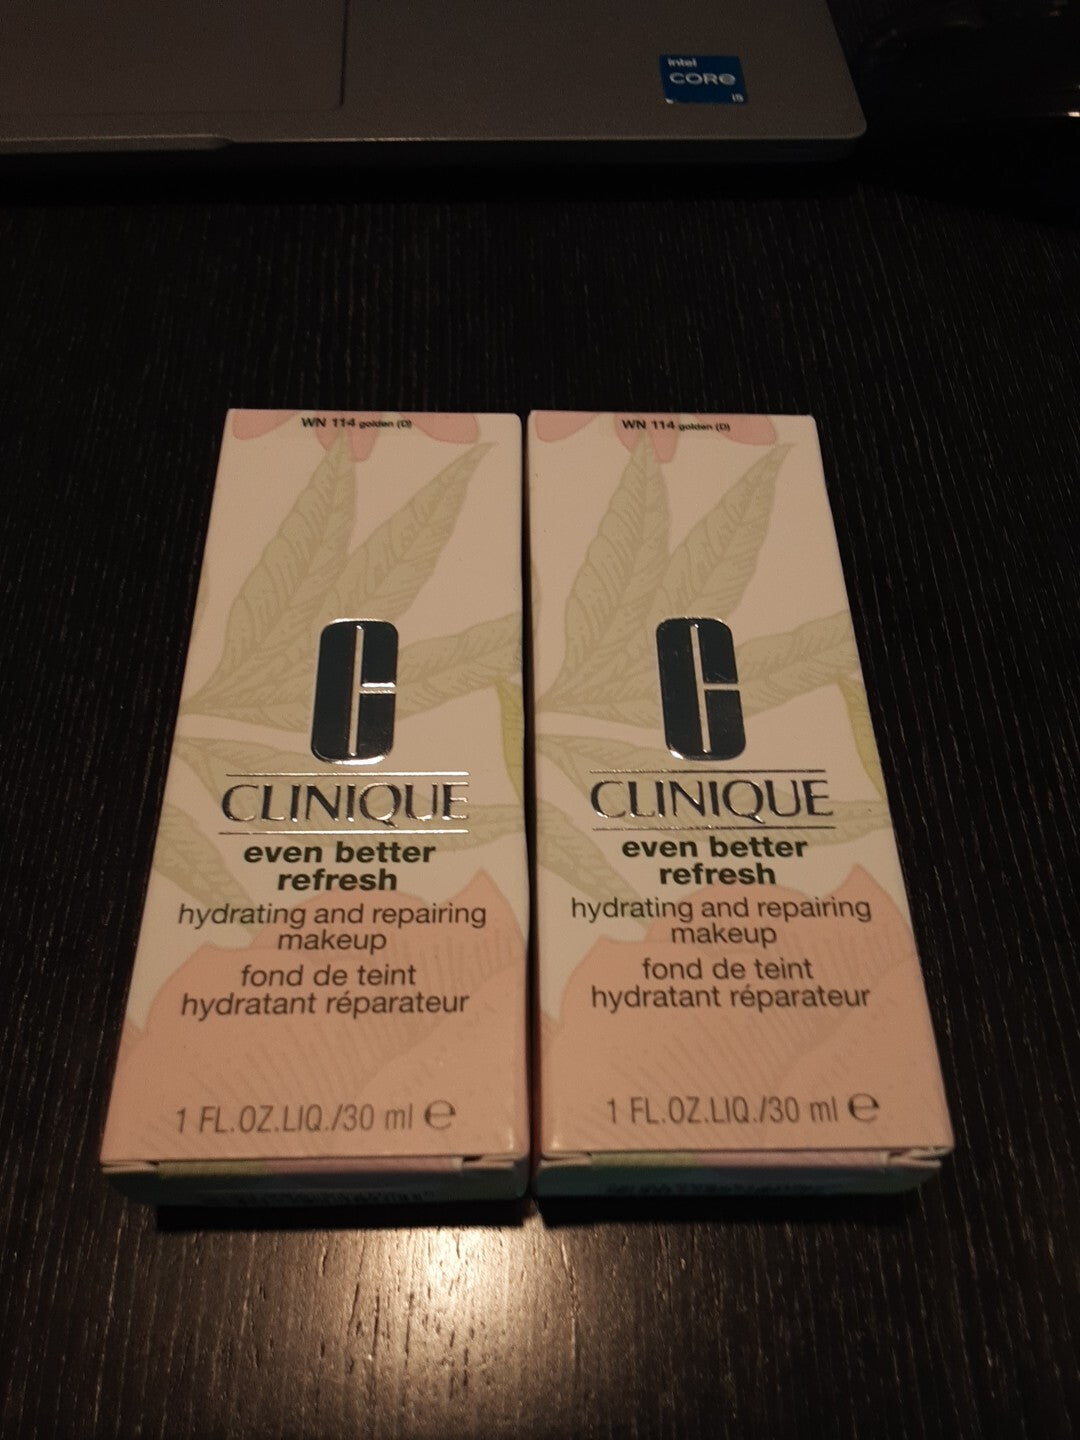 intel
CORE
i5
WN 114 golden (D)
CLINIQUE
even better
refresh
hydrating and repairing
makeup
fond de teint
hydratant réparateur
1 FL.OZ.LIQ./30 ml ℮
WN 114 golden (D)
CLINIQUE
even better
refresh
hydrating and repairing
makeup
fond de teint
hydratant réparateur
1 FL.OZ.LIQ./30 ml ℮